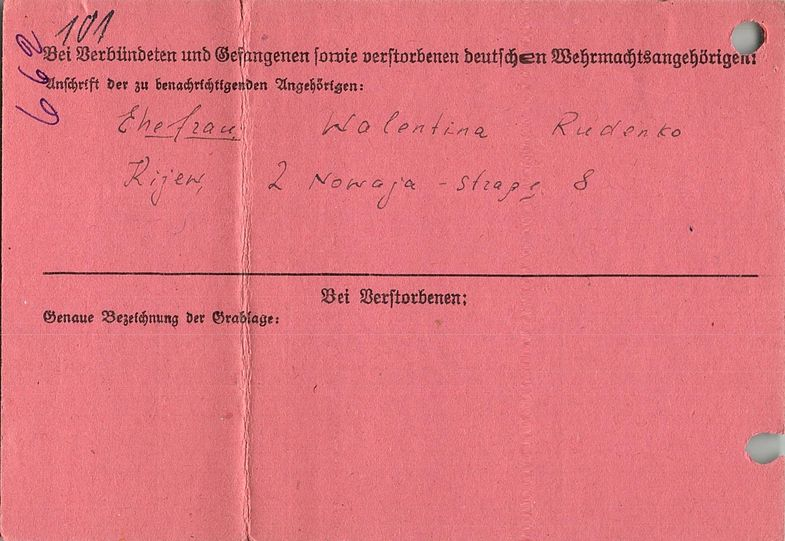 101
662
Bei Verbündeten und Gefangenen sowie verstorbenen deutschen Wehrmachtsangehörigen:
Anschrift der zu benachrichtigenden Angehörigen:
Ehefrau Walentina Rudenko
Kijew, 2 Nowaja - straße 8
Bei Verstorbenen:
Genaue Bezeichnung der Grablage: